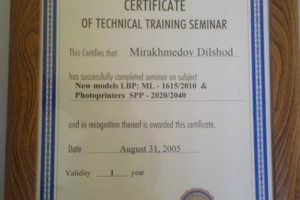 CERTIFICATE
OF TECHNICAL TRAINING SEMINAR
This Certifies that Mirakhmedov Dilshod
has successfully completed seminar on subject
New models LBP: ML - 1615/2010 &
Photoprinters SPP - 2020/2040
and in recognition thereof is awarded this certificate.
Date August 31, 2005
Validity 1 year